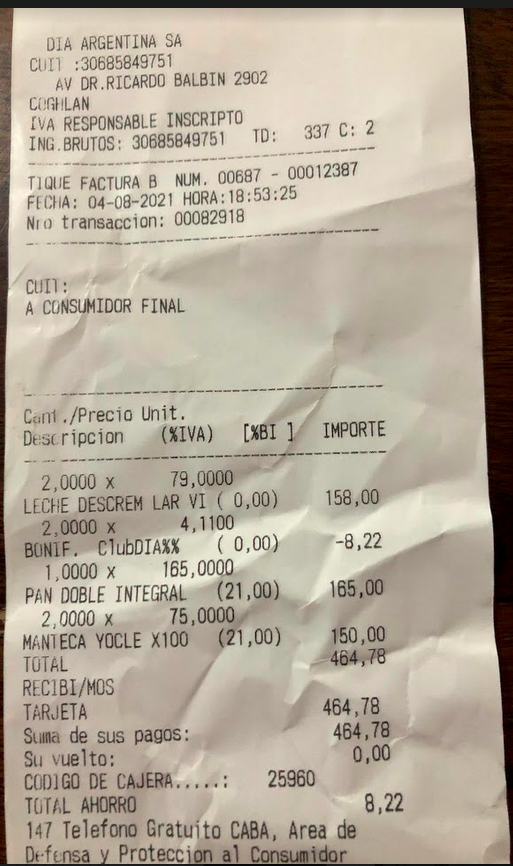 DIA ARGENTINA SA
CUIT :30685849751
AV DR.RICARDO BALBIN 2902
COGHLAN
IVA RESPONSABLE INSCRIPTO
ING.BRUTOS: 30685849751 TD: 337 C: 2
TIQUE FACTURA B NUM. 00687 - 00012387
FECHA: 04-08-2021 HORA:18:53:25
Nro transaccion: 00082918
CUIT:
A CONSUMIDOR FINAL
Cant./Precio Unit.
Descripcion (%IVA) [%BI ] IMPORTE
2,0000 x 79,0000
LECHE DESCREM LAR VI ( 0,00) 158,00
2,0000 x 4,1100
BONIF. ClubDIA%% ( 0,00) -8,22
1,0000 x 165,0000
PAN DOBLE INTEGRAL (21,00) 165,00
2,0000 x 75,0000
MANTECA YOCLE X100 (21,00) 150,00
TOTAL 464,78
RECIBI/MOS
TARJETA 464,78
Suma de sus pagos: 464,78
Su vuelto: 0,00
CODIGO DE CAJERA.....: 25960
TOTAL AHORRO 8,22
147 Telefono Gratuito CABA, Area de
Defensa y Proteccion al Consumidor